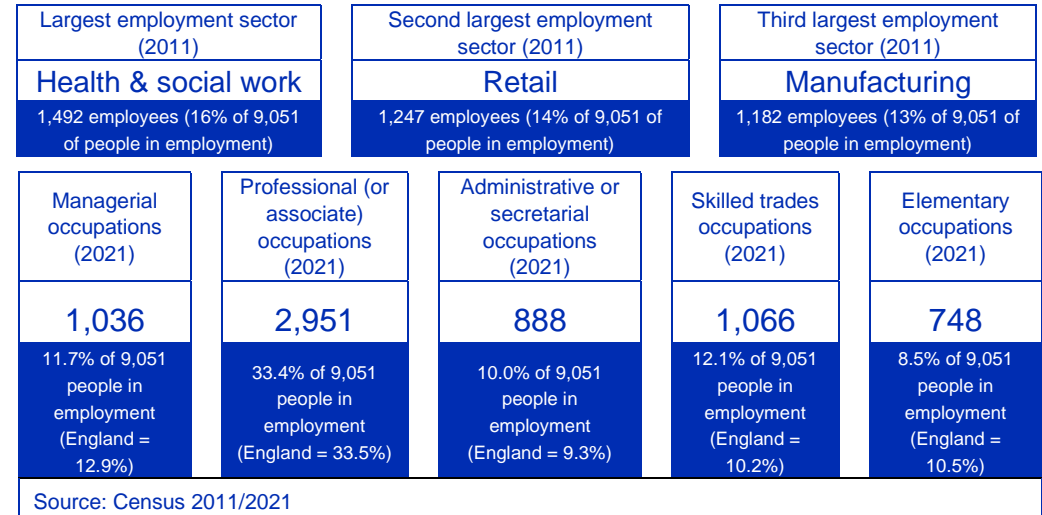 Largest employment sector
(2011)
Health & social work
1,492 employees (16% of 9,051
of people in employment)
Second largest employment
sector (2011)
Retail
1,247 employees (14% of 9,051 of
people in employment)
Third largest employment
sector (2011)
Manufacturing
1,182 employees (13% of 9,051 of
people in employment)
Managerial
occupations
(2021)
1,036
11.7% of 9,051
people in
employment
(England =
12.9%)
Professional (or
associate)
occupations
(2021)
2,951
33.4% of 9,051
people in
employment
(England = 33.5%)
Administrative or
secretarial
occupations
(2021)
888
10.0% of 9,051
people in
employment
(England = 9.3%)
Skilled trades
occupations
(2021)
1,066
12.1% of 9,051
people in
employment
(England =
10.2%)
Elementary
occupations
(2021)
748
8.5% of 9,051
people in
employment
(England =
10.5%)
Source: Census 2011/2021